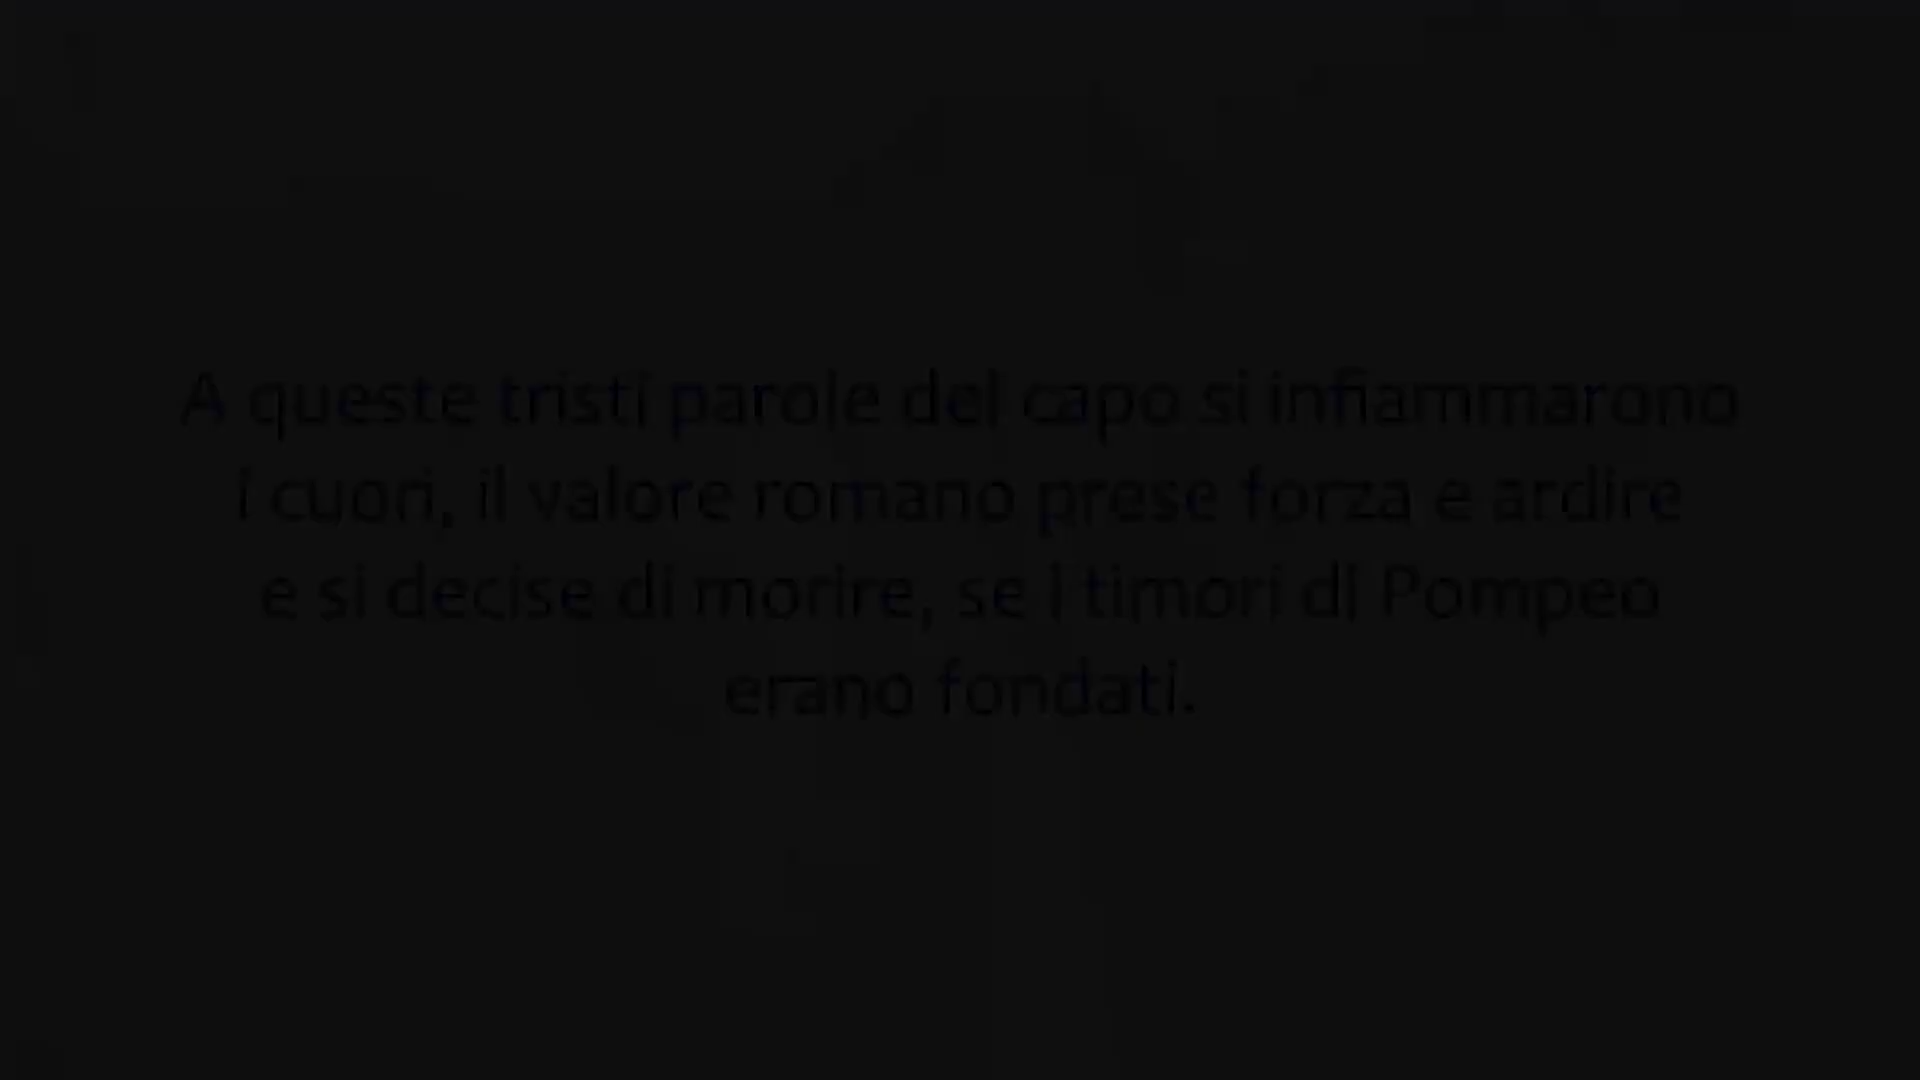 A queste tristi parole del capo si infiammarono
i cuori, il valore romano prese forza e ardire
e si decise di morire, se i timori di Pompeo
erano fondati.